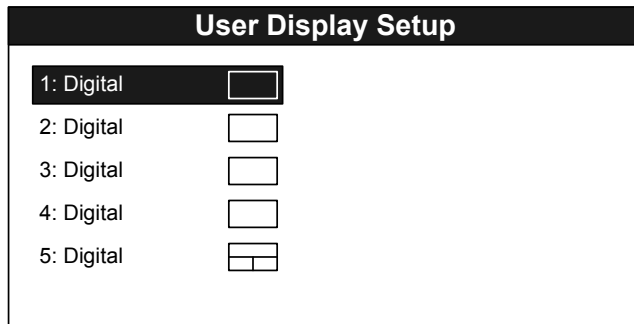 User Display Setup
1: Digital
2: Digital
3: Digital
4: Digital
5: Digital